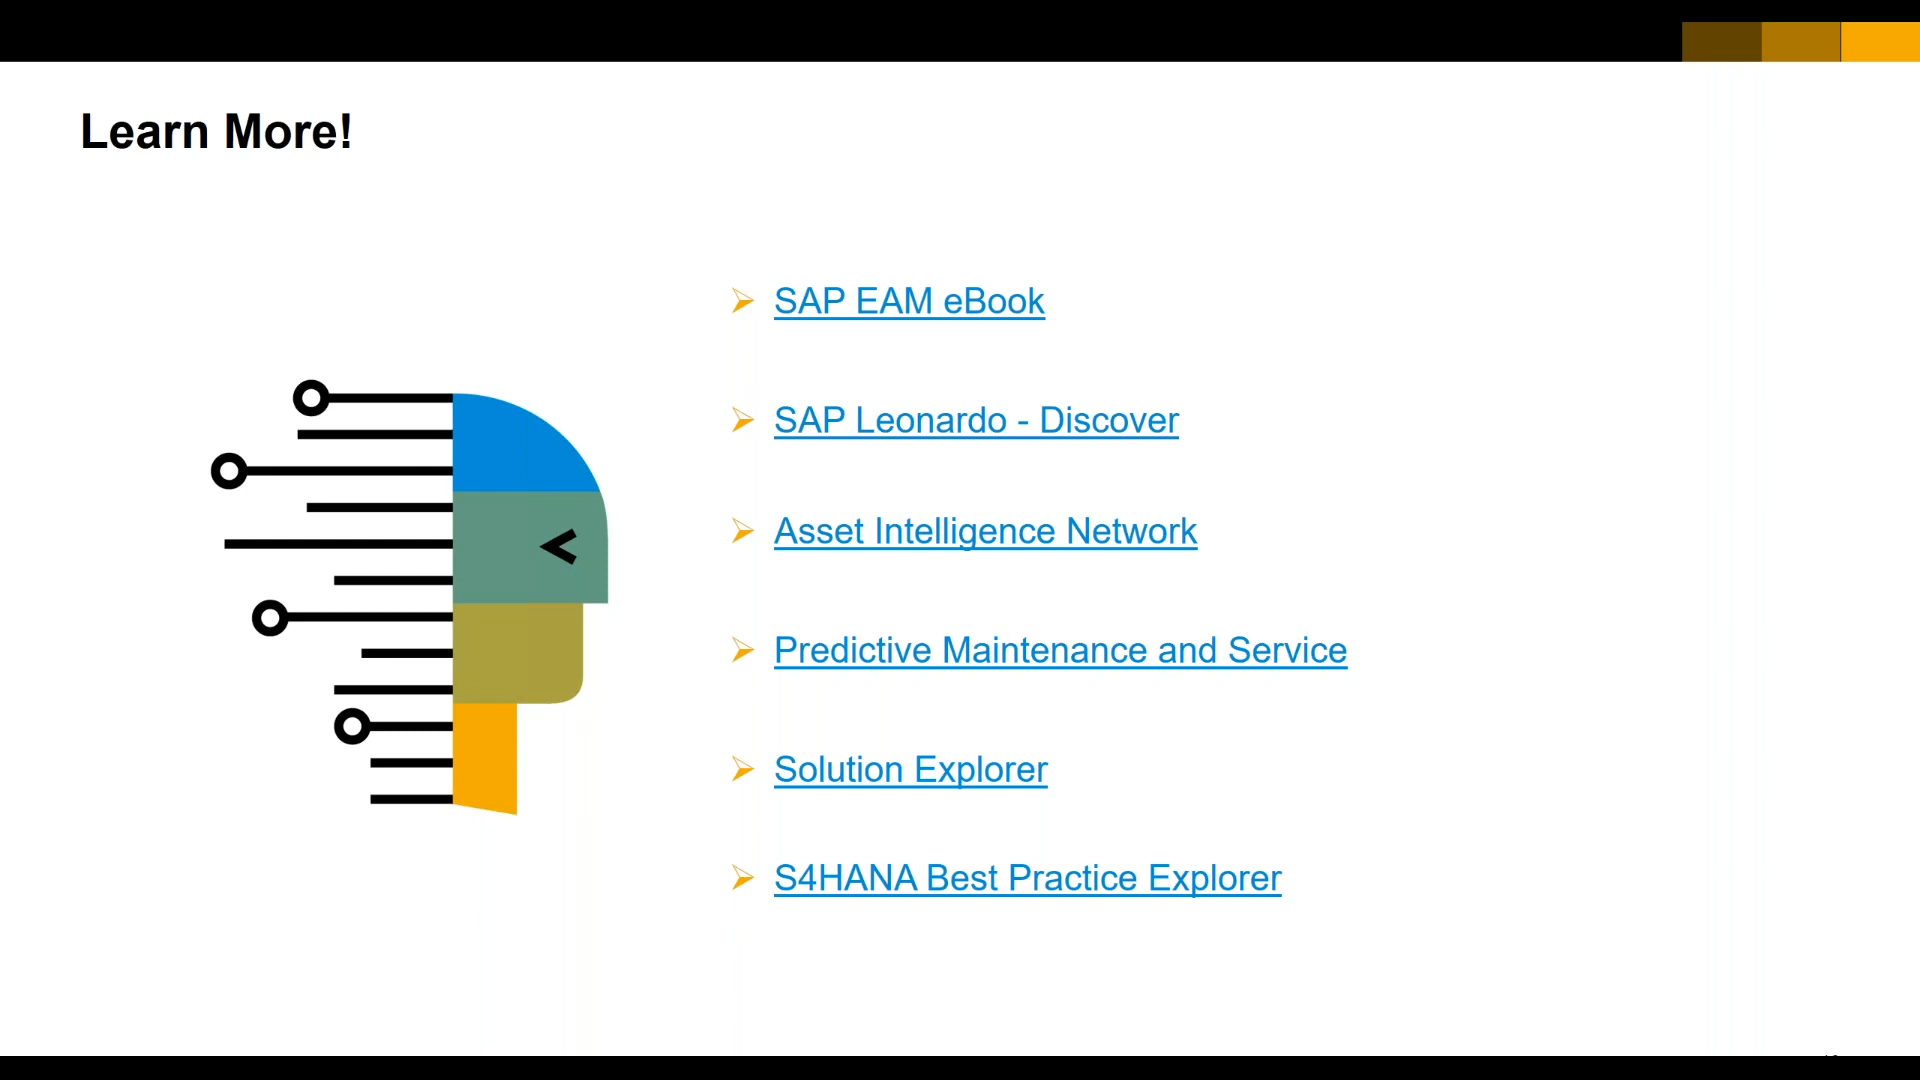 Learn More!
SAP EAM eBook
SAP Leonardo - Discover
Asset Intelligence Network
Predictive Maintenance and Service
Solution Explorer
S4HANA Best Practice Explorer